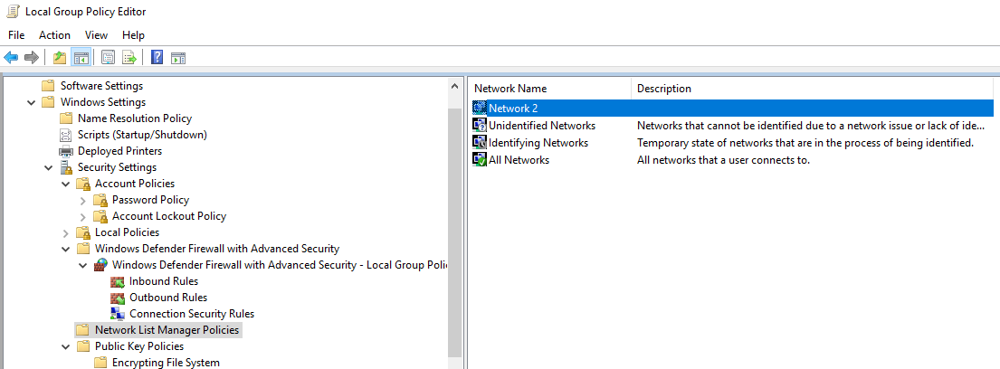 Local Group Policy Editor
File Action View Help
Software Settings
Windows Settings
Name Resolution Policy
Scripts (Startup/Shutdown)
Deployed Printers
Security Settings
Account Policies
Password Policy
Account Lockout Policy
Local Policies
Windows Defender Firewall with Advanced Security
Windows Defender Firewall with Advanced Security - Local Group Poli
Inbound Rules
Outbound Rules
Connection Security Rules
Network List Manager Policies
Public Key Policies
Encrypting File System
Network Name Description
Network 2
Unidentified Networks Networks that cannot be identified due to a network issue or lack of ide...
Identifying Networks Temporary state of networks that are in the process of being identified.
All Networks All networks that a user connects to.